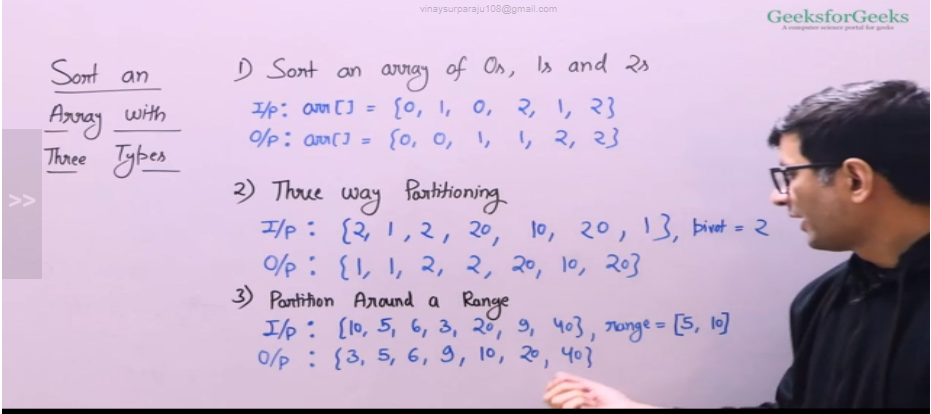 vinaysurparaju108@gmail.com
GeeksforGeeks
A computer science portal for geeks
Sort an
Array with
Three Types
1) Sort an array of 0s, 1s and 2s
I/p: arr[] = {0, 1, 0, 2, 1, 2}
O/p: arr[] = {0, 0, 1, 1, 2, 2}
2) Three way Partitioning
I/p : {2, 1, 2, 20, 10, 20, 1}, pivot = 2
O/p : {1, 1, 2, 2, 20, 10, 20}
3) Partition Around a Range
I/p : {10, 5, 6, 3, 20, 9, 40}, range = [5, 10]
O/p : {3, 5, 6, 9, 10, 20, 40}
>>